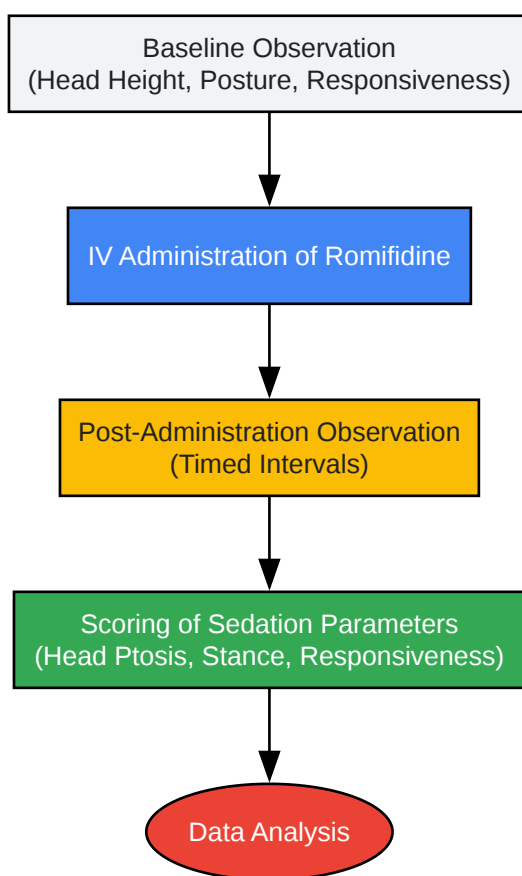 Baseline Observation
(Head Height, Posture, Responsiveness)
IV Administration of Romifidine
Post-Administration Observation
(Timed Intervals)
Scoring of Sedation Parameters
(Head Ptosis, Stance, Responsiveness)
Data Analysis